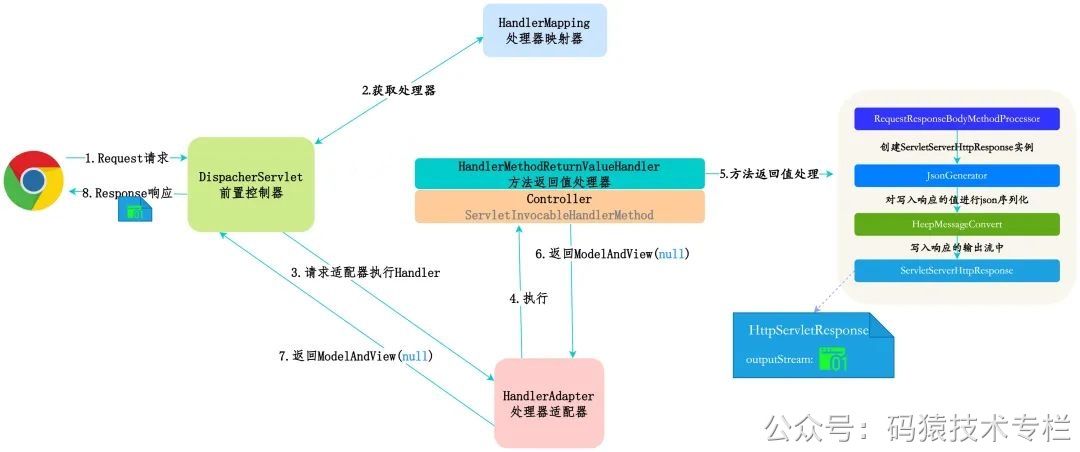 HandlerMapping
处理器映射器
2.获取处理器
1.Request请求
8.Response响应
01
DispacherServlet
前置控制器
HandlerMethodReturnValueHandler
方法返回值处理器
Controller
ServletInvocableHandlerMethod
5.方法返回值处理
RequestResponseBodyMethodProcessor
创建ServletServerHttpResponse实例
JsonGenerator
对写入响应的值进行json序列化
HeepMessageConvert
写入响应的输出流中
ServletServerHttpResponse
3.请求适配器执行Handler
4.执行
6.返回ModelAndView(null)
7.返回ModelAndView(null)
HttpServletResponse
outputStream: 01
HandlerAdapter
处理器适配器
公众号：码猿技术专栏